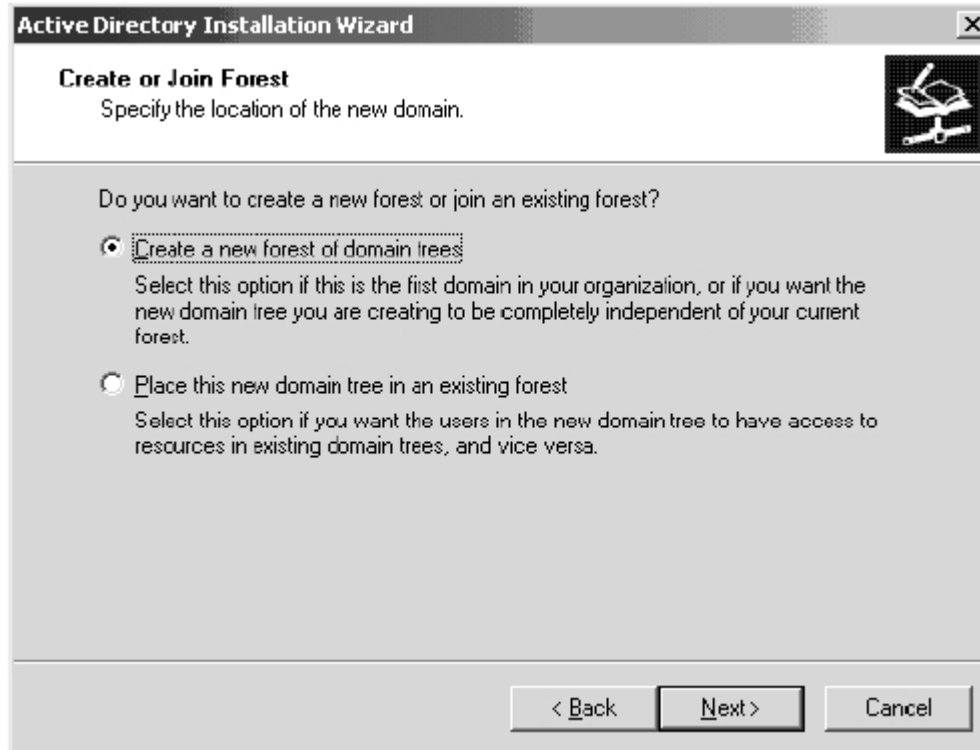 Active Directory Installation Wizard
Create or Join Forest
Specify the location of the new domain.
Do you want to create a new forest or join an existing forest?
Create a new forest of domain trees
Select this option if this is the first domain in your organization, or if you want the
new domain tree you are creating to be completely independent of your current
forest.
Place this new domain tree in an existing forest
Select this option if you want the users in the new domain tree to have access to
resources in existing domain trees, and vice versa.
< Back
Next >
Cancel